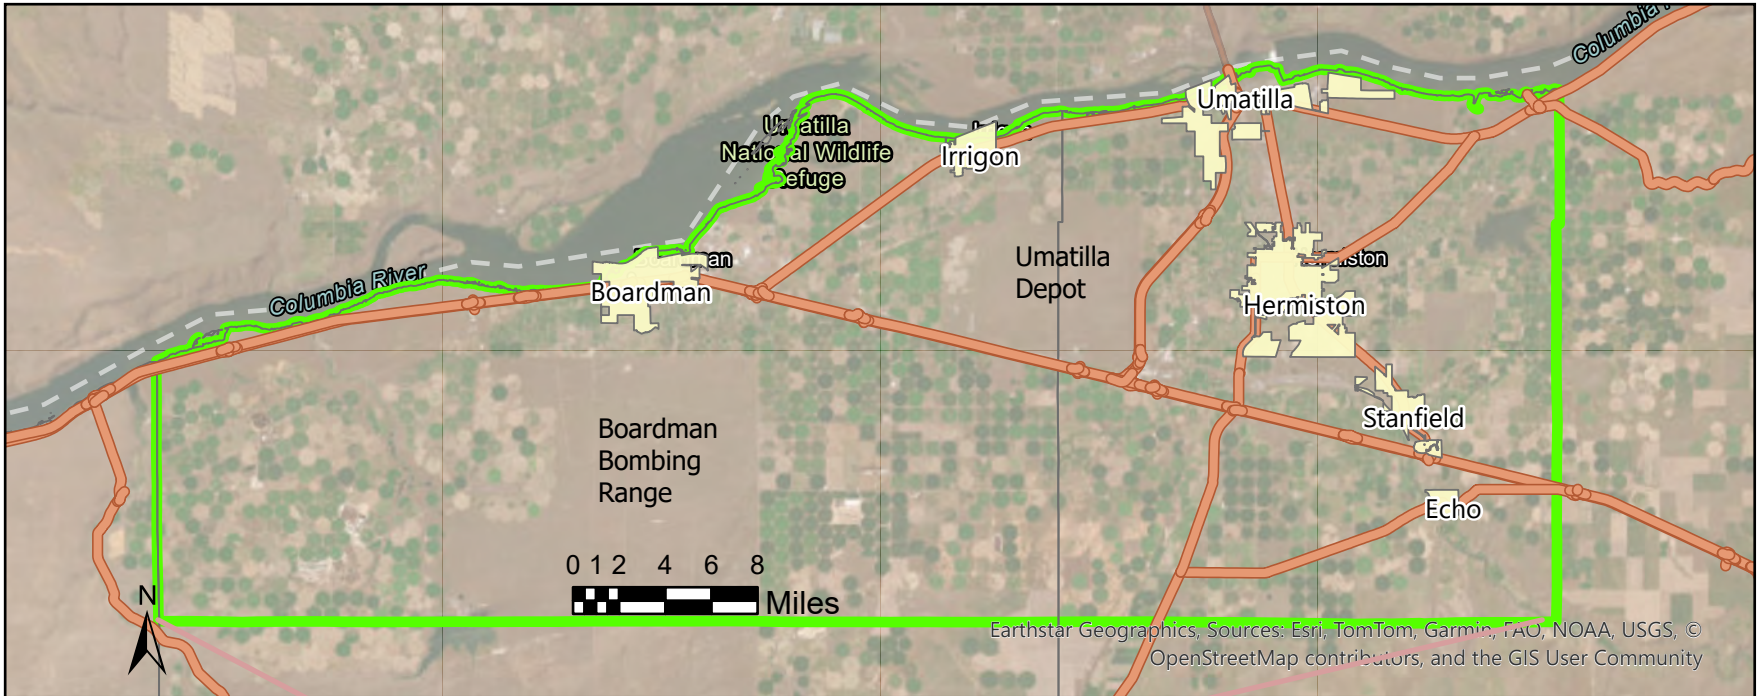 Columbia
Umatilla
Umatilla
National Wildlife
Refuge
Irrigon
Umatilla
Depot
Columbia River
Boardman
Hermiston
Stanfield
Boardman
Bombing
Range
Echo
0 1 2 4 6 8
Miles
N
Earthstar Geographics, Sources: Esri, TomTom, Garmin, FAO, NOAA, USGS, ©
OpenStreetMap contributors, and the GIS User Community